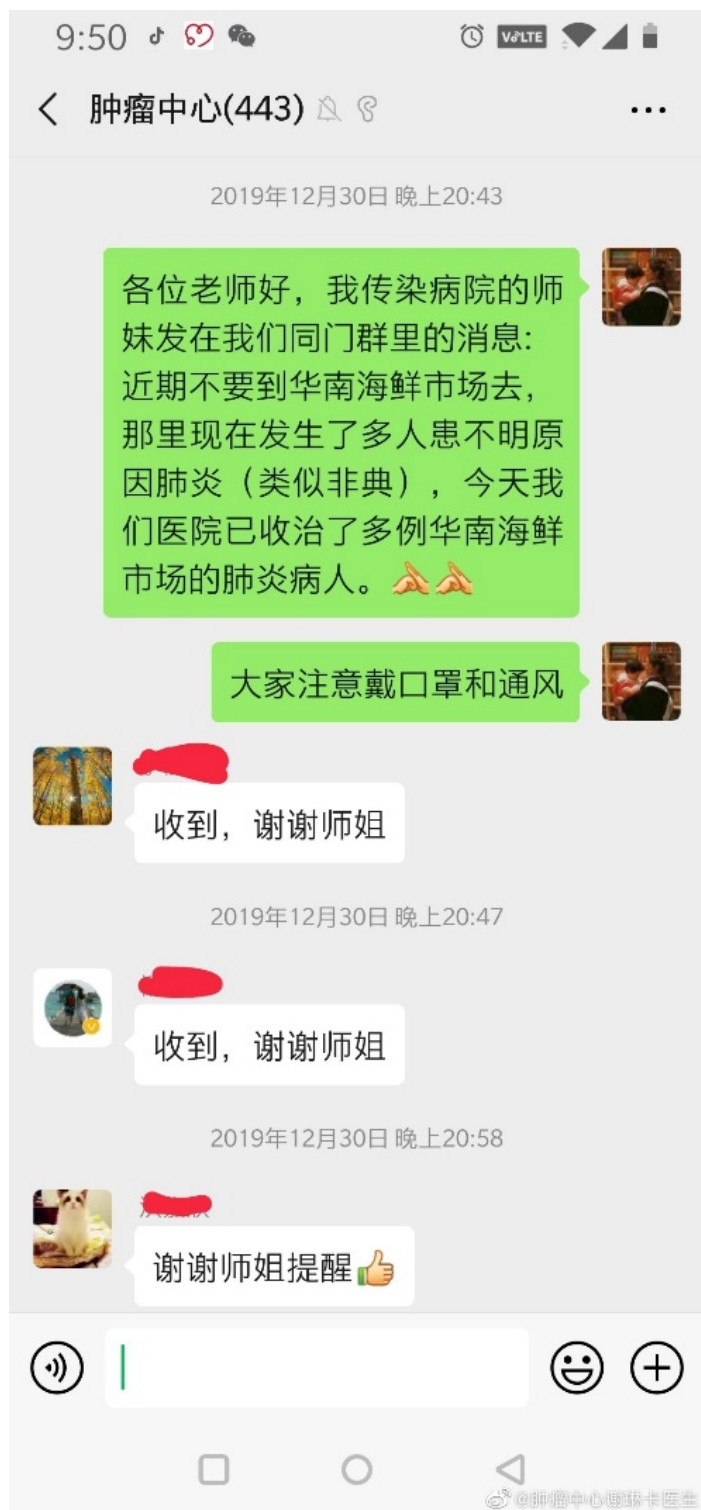 9:50
VoLTE
肿瘤中心(443)
2019年12月30日 晚上20:43
各位老师好，我传染病院的师
妹发在我们同门群里的消息:
近期不要到华南海鲜市场去，
那里现在发生了多人患不明原
因肺炎（类似非典），今天我
们医院已收治了多例华南海鲜
市场的肺炎病人。
大家注意戴口罩和通风
收到，谢谢师姐
2019年12月30日 晚上20:47
收到，谢谢师姐
2019年12月30日 晚上20:58
谢谢师姐提醒
@肿瘤中心谢琳卡医生